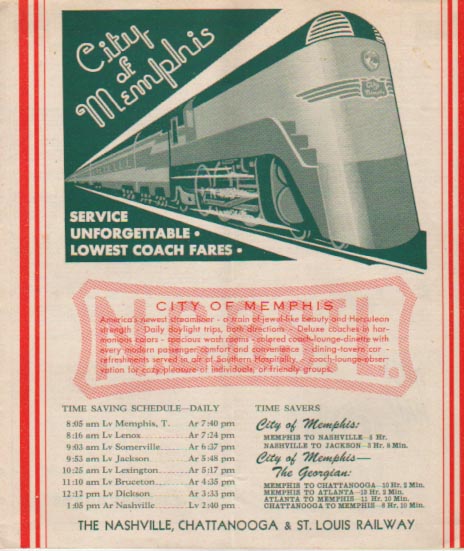 City
of
Memphis
City
of
Memphis
SERVICE
UNFORGETTABLE •
LOWEST COACH FARES •
N.C. & ST.L.
CITY OF MEMPHIS
America's newest streamliner - a train of jewel-like beauty and Herculean
strength - Daily daylight trips, both directions - Deluxe coaches in har-
monious colors - spacious wash rooms - colored coach-lounge-dinette with
every modern passenger comfort and convenience - dining-tavern car -
refreshments served in air of Southern Hospitality - coach-lounge-obser-
vation for cozy pleasure of individuals, or friendly groups.
TIME SAVING SCHEDULE—DAILY
8:05 am Lv Memphis, T. Ar 7:40 pm
8:16 am Lv Lenox Ar 7:24 pm
9:03 am Lv Somerville Ar 6:37 pm
9:53 am Lv Jackson Ar 5:48 pm
10:25 am Lv Lexington Ar 5:17 pm
11:10 am Lv Bruceton Ar 4:35 pm
12:12 pm Lv Dickson Ar 3:33 pm
1:05 pm Ar Nashville Lv 2:40 pm
TIME SAVERS
City of Memphis:
MEMPHIS TO NASHVILLE—5 Hr.
NASHVILLE TO JACKSON—3 Hr. 8 Min.
City of Memphis—
The Georgian:
MEMPHIS TO CHATTANOOGA—10 Hr.
MEMPHIS TO ATLANTA—13 Hr. Min.
ATLANTA TO MEMPHIS—11 Hr. 10 Min.
CHATTANOOGA TO MEMPHIS—8 Hr. 10 Min.
THE NASHVILLE, CHATTANOOGA & ST. LOUIS RAILWAY